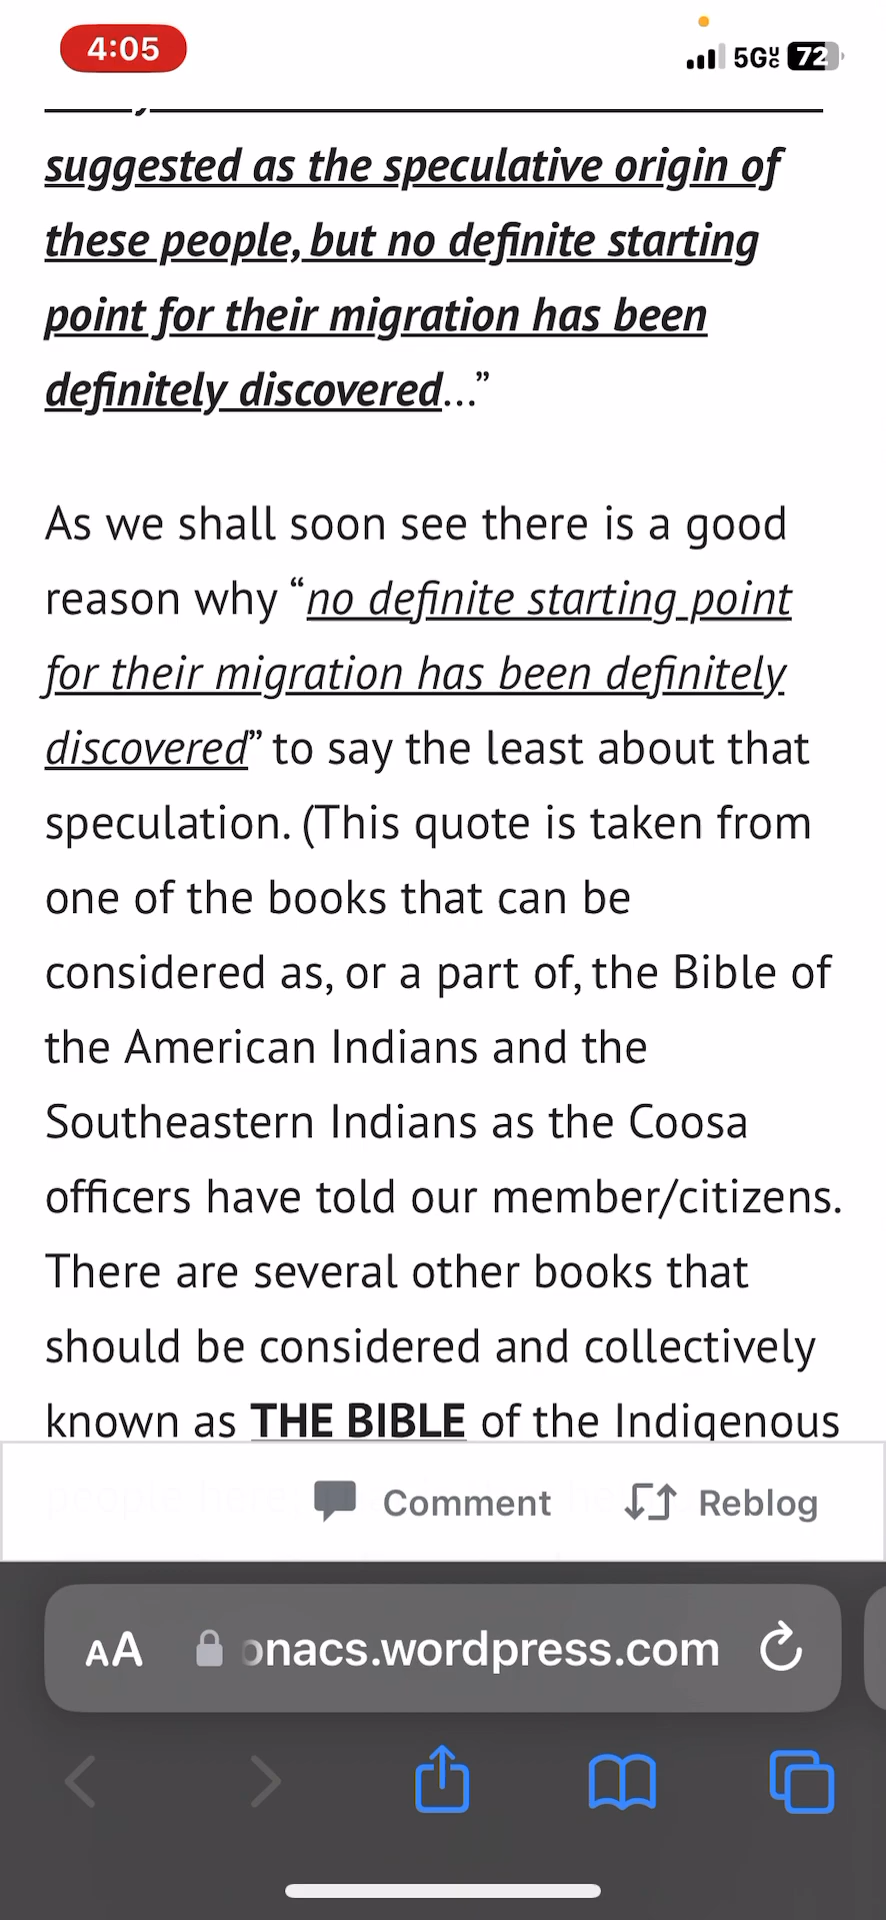 4:05
5G UC 72
suggested as the speculative origin of
these people, but no definite starting
point for their migration has been
definitely discovered...”
As we shall soon see there is a good
reason why “no definite starting point
for their migration has been definitely
discovered” to say the least about that
speculation. (This quote is taken from
one of the books that can be
considered as, or a part of, the Bible of
the American Indians and the
Southeastern Indians as the Coosa
officers have told our member/citizens.
There are several other books that
should be considered and collectively
known as THE BIBLE of the Indigenous
Comment Reblog
AA onacs.wordpress.com